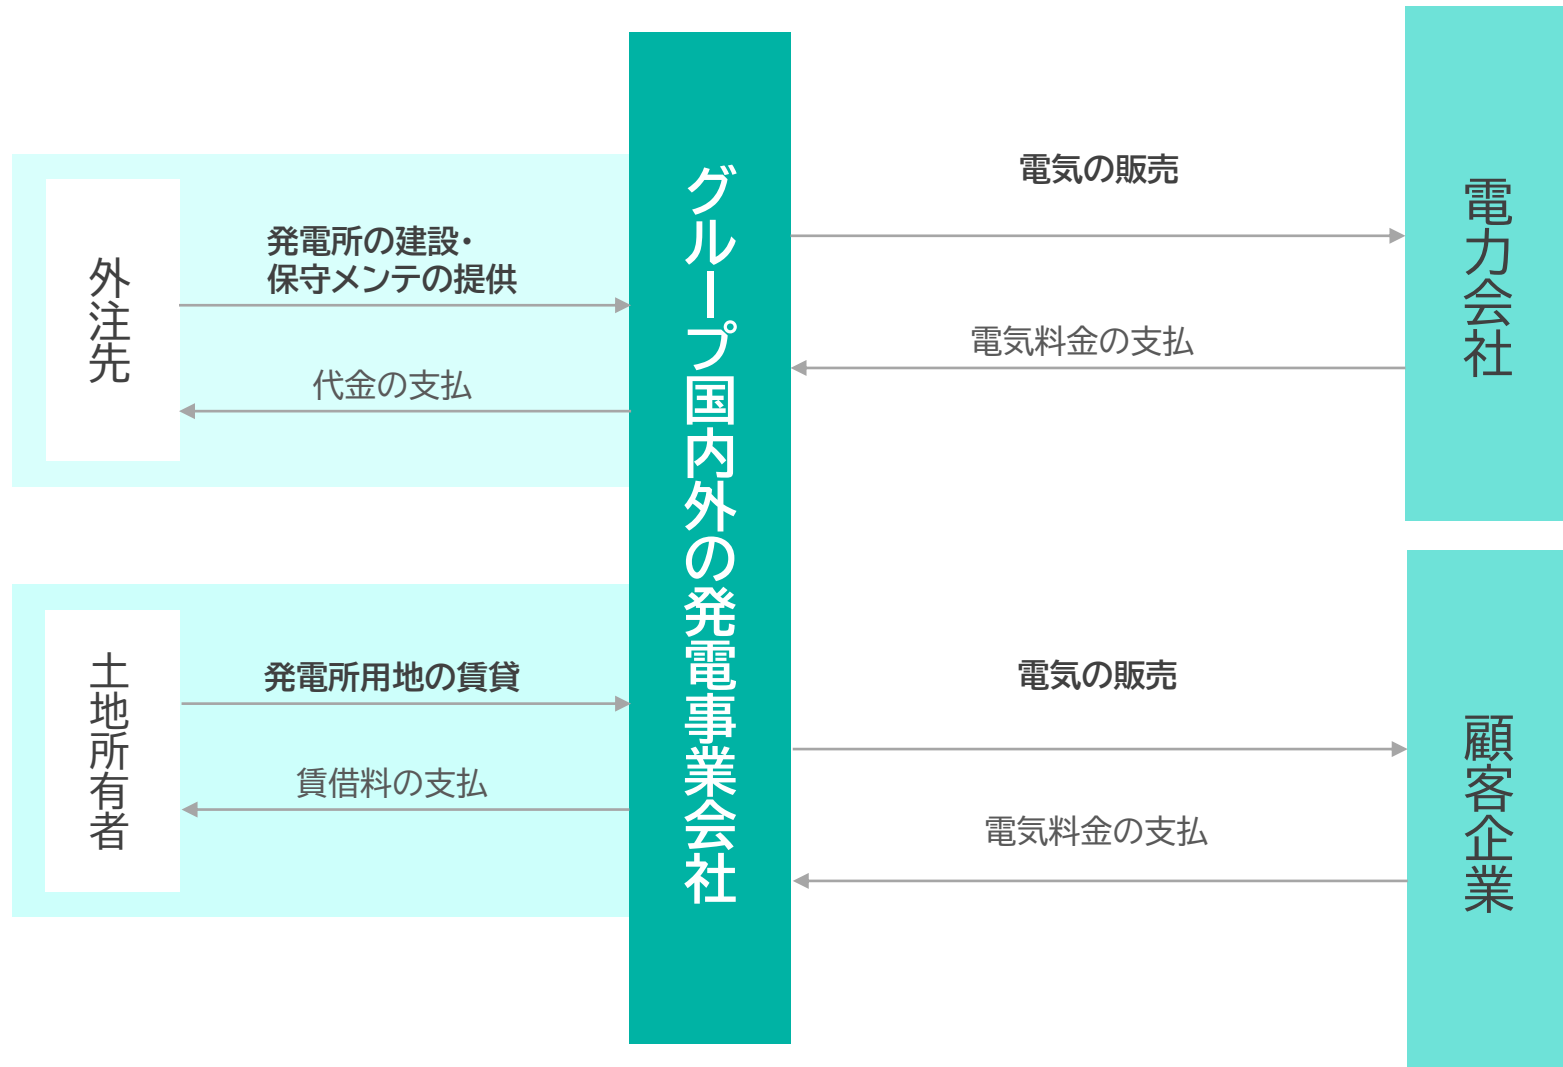 外注先
発電所の建設・
保守メンテの提供
代金の支払
土地所有者
発電所用地の賃貸
賃借料の支払
グループ国内外の発電事業会社
電気の販売
電気料金の支払
電力会社
電気の販売
電気料金の支払
顧客企業